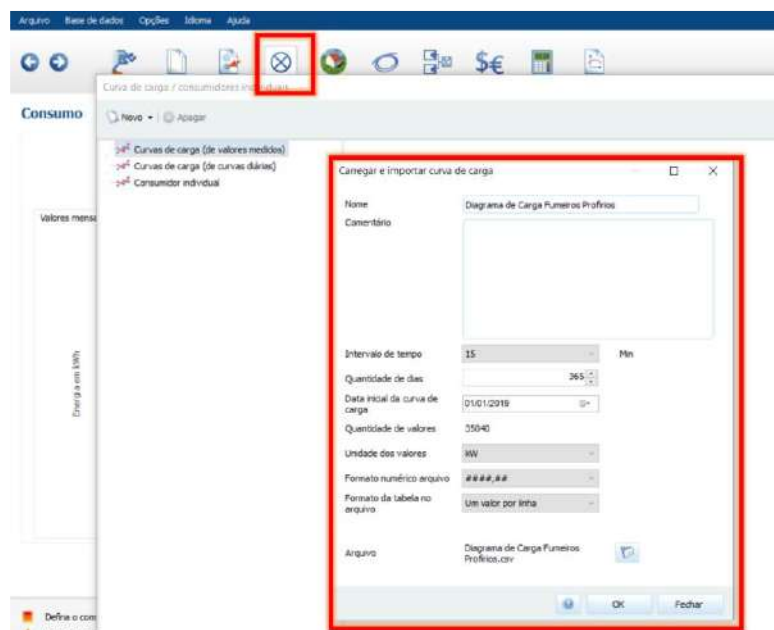 Arquivo Base de dados Opções Idioma Ajuda
$€
Curva de carga / consumidores individuais
Consumo
Novo Apagar
Curvas de carga (de valores medidos)
Curvas de carga (de curvas diárias)
Consumidor individual
Valores mensa
Energia em kWh
Carregar e importar curva de carga
Nome Diagrama de Carga Fumeiros Profirios
Comentário
Intervalo de tempo 15 Min
Quantidade de dias 365
Data inicial da curva de
carga 01/01/2019
Quantidade de valores 35040
Unidade dos valores kW
Formato numérico arquivo ####,##
Formato da tabela no
arquivo Um valor por linha
Arquivo Diagrama de Carga Fumeiros
Profirios.csv
OK Fechar
Defina o con